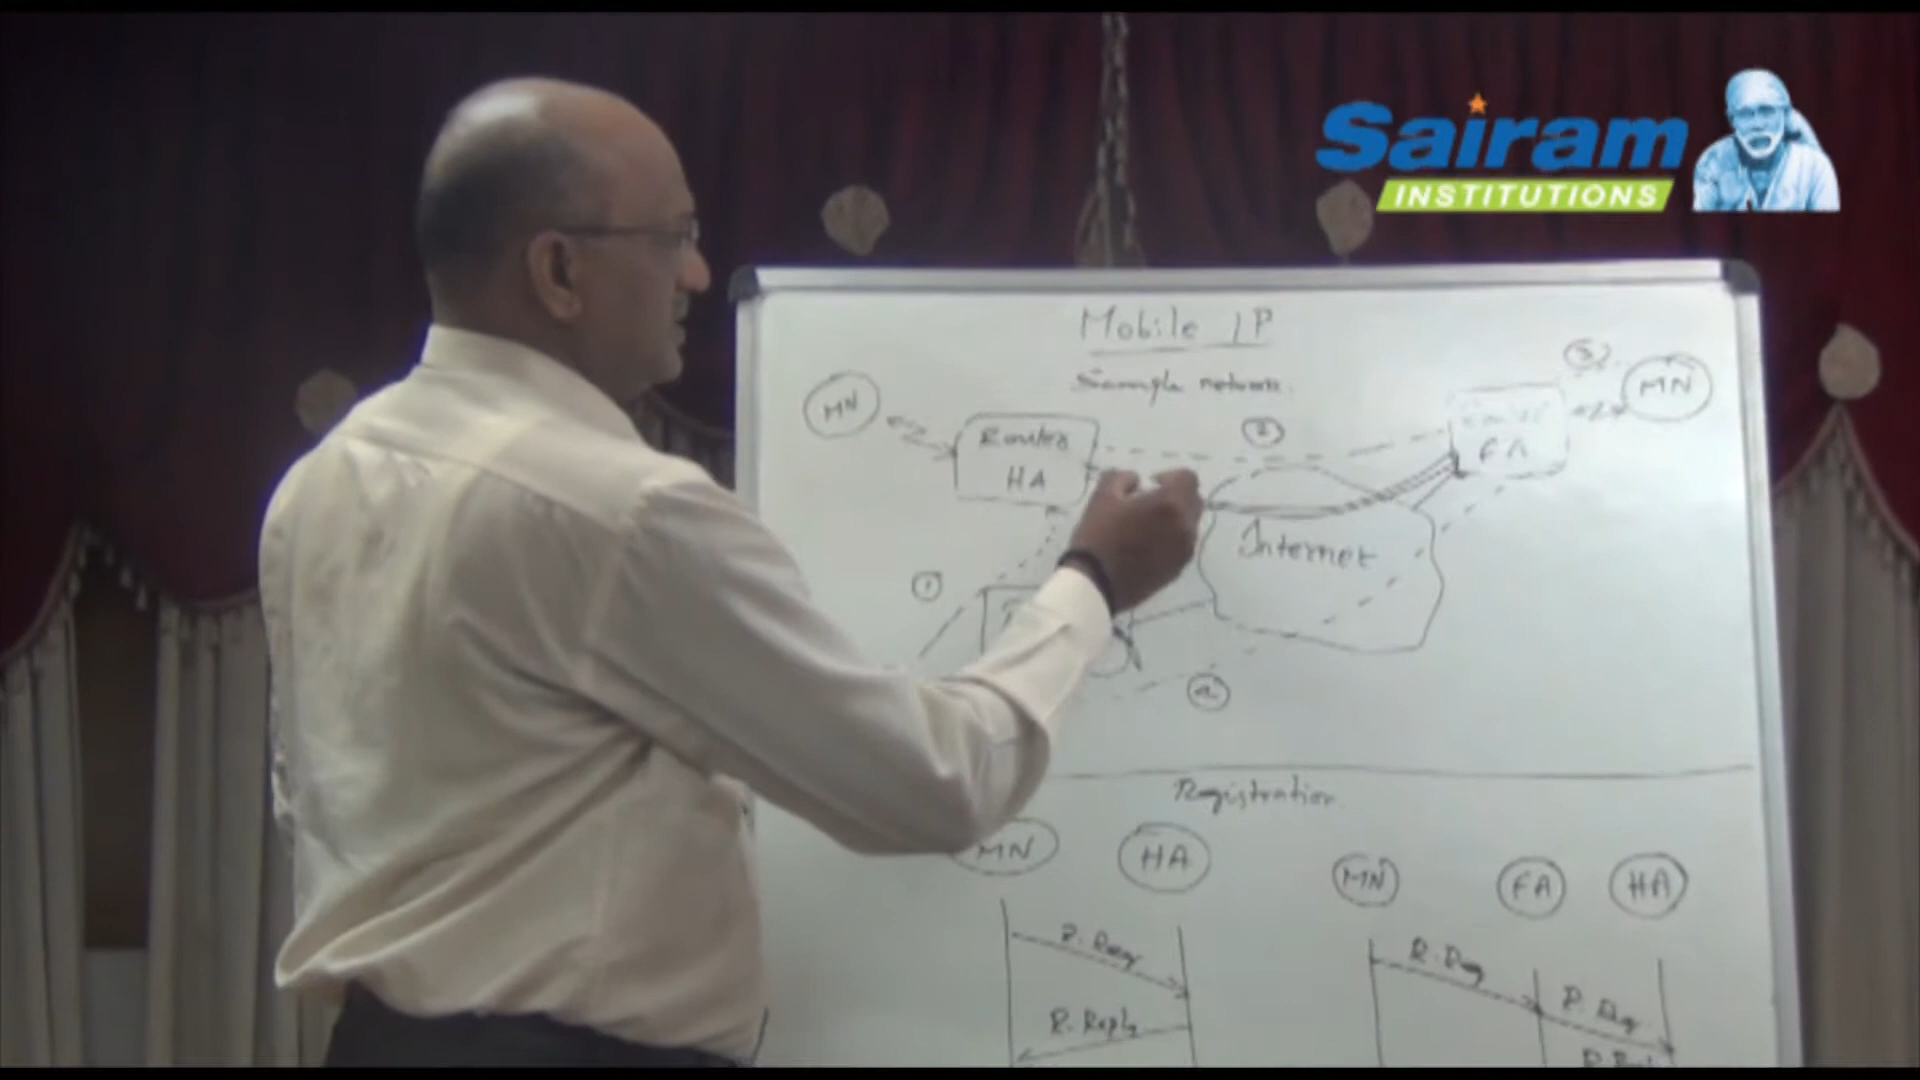 Sairam
INSTITUTIONS
Mobile IP
Sample network.
MN
Router
HA
2
FA
3
MN
Internet
1
Registration
MN
HA
MN
FA
HA
R. Req
R. Reply
R. Req
R. Req